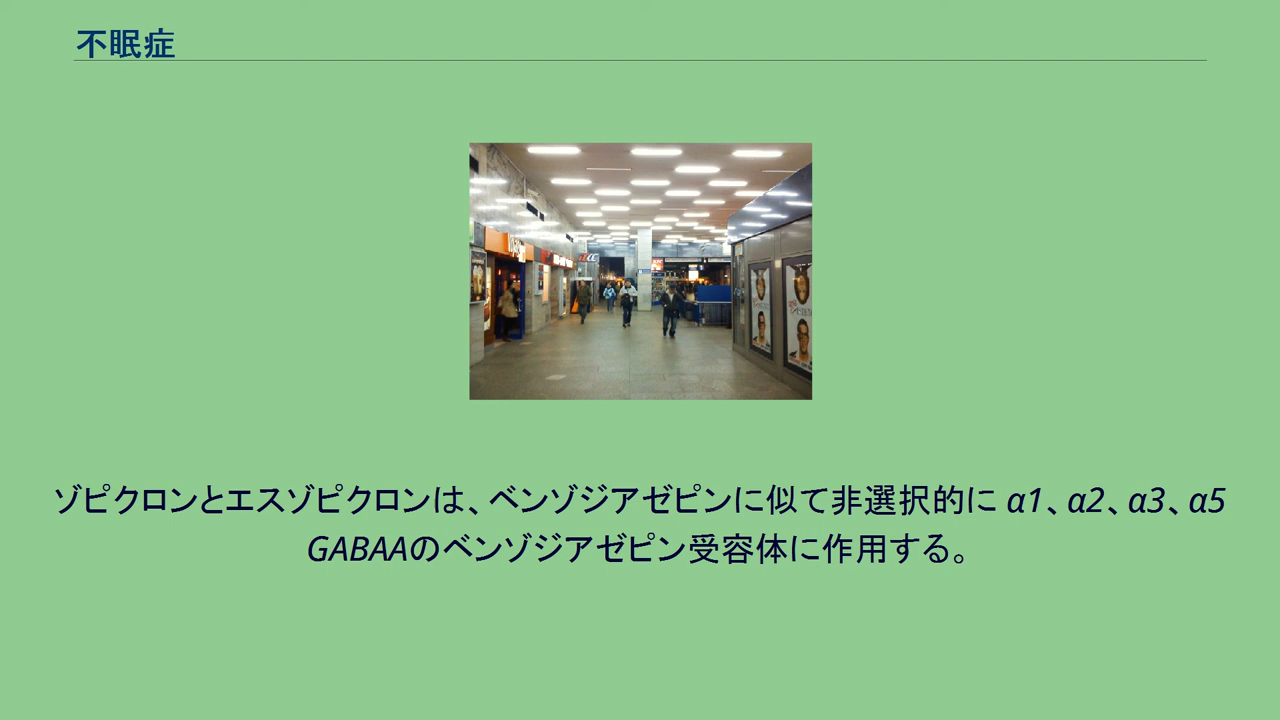 不眠症
ゾピクロンとエスゾピクロンは、ベンゾジアゼピンに似て非選択的に α1、α2、α3、α5
GABAAのベンゾジアゼピン受容体に作用する。